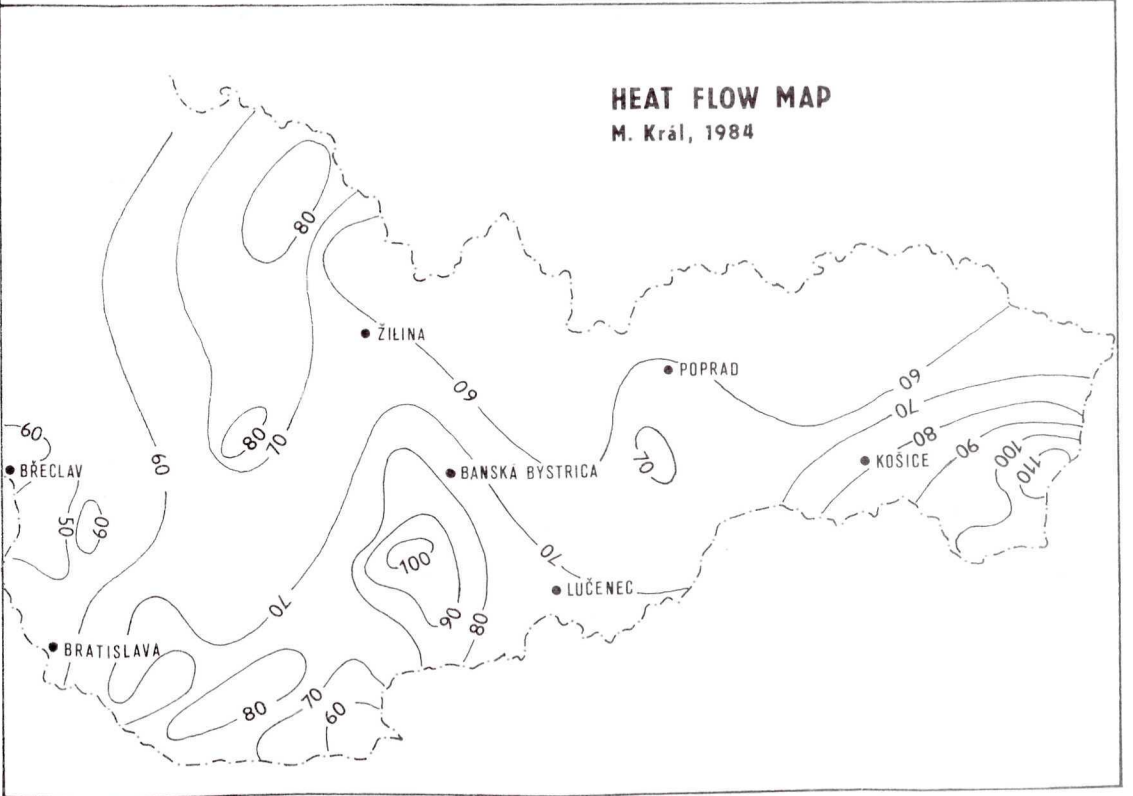 HEAT FLOW MAP
M. Král, 1984
80
ŽILINA
POPRAD
60
60
70
80
70
60
60
BŘECLAV
BANSKÁ BYSTRICA
70
80
KOŠICE
90
100
110
50
60
100
70
LUČENEC
70
90
80
BRATISLAVA
80
70
60